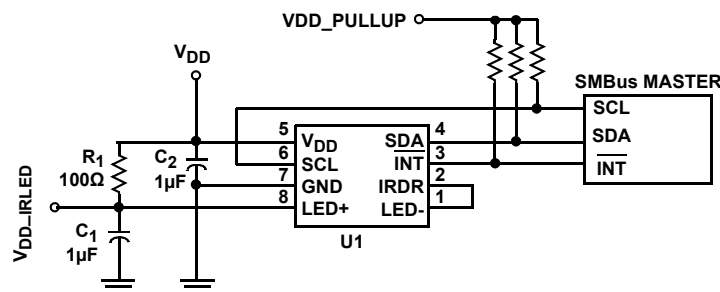 VDD_PULLUP
VDD
SMBus MASTER
SCL
SDA
INT
5
6
7
8
VDD
SCL
GND
LED+
SDA
INT
IRDR
LED-
4
3
2
1
U1
R1
100Ω
C2
1µF
VDD_IRLED
C1
1µF